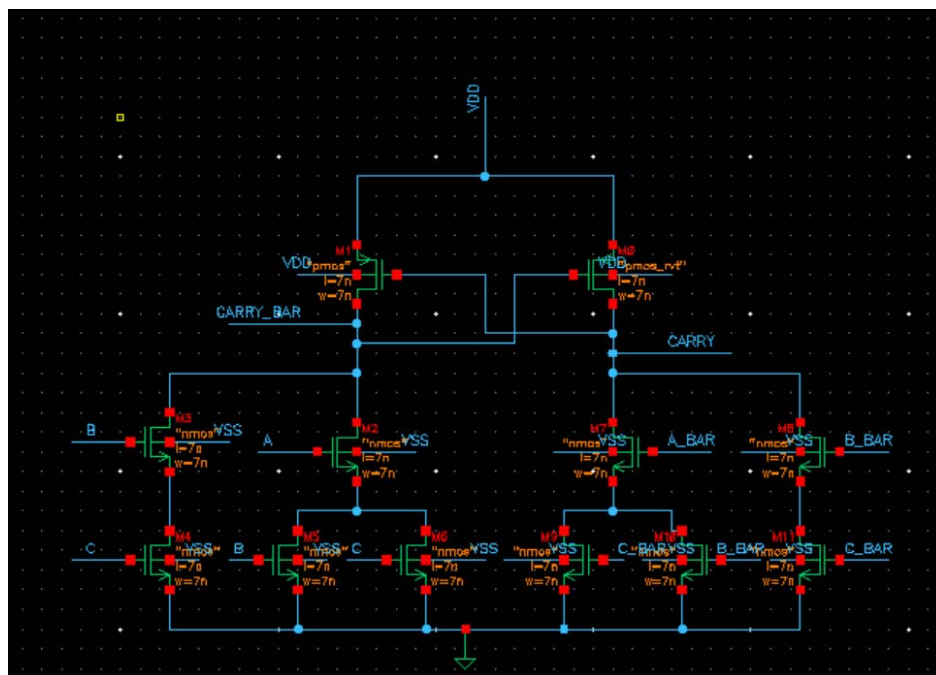 VDD
M1
M0
VDD
"pmos"
VDD
"pmos_rvt"
l=7n
l=7n
w=7n
w=7n
CARRY_BAR
CARRY
M3
M2
M7
M8
B
"nmos"
VSS
A
"nmos"
VSS
"nmos"
VSS
A_BAR
"nmos"
VSS
B_BAR
l=7n
l=7n
l=7n
l=7n
w=7n
w=7n
w=7n
w=7n
M4
M5
M6
M9
M10
M11
C
"nmos"
VSS
B
"nmos"
VSS
C
"nmos"
VSS
"nmos"
VSS
C_BAR
"nmos"
VSS
B_BAR
"nmos"
VSS
C_BAR
l=7n
l=7n
l=7n
l=7n
l=7n
l=7n
w=7n
w=7n
w=7n
w=7n
w=7n
w=7n